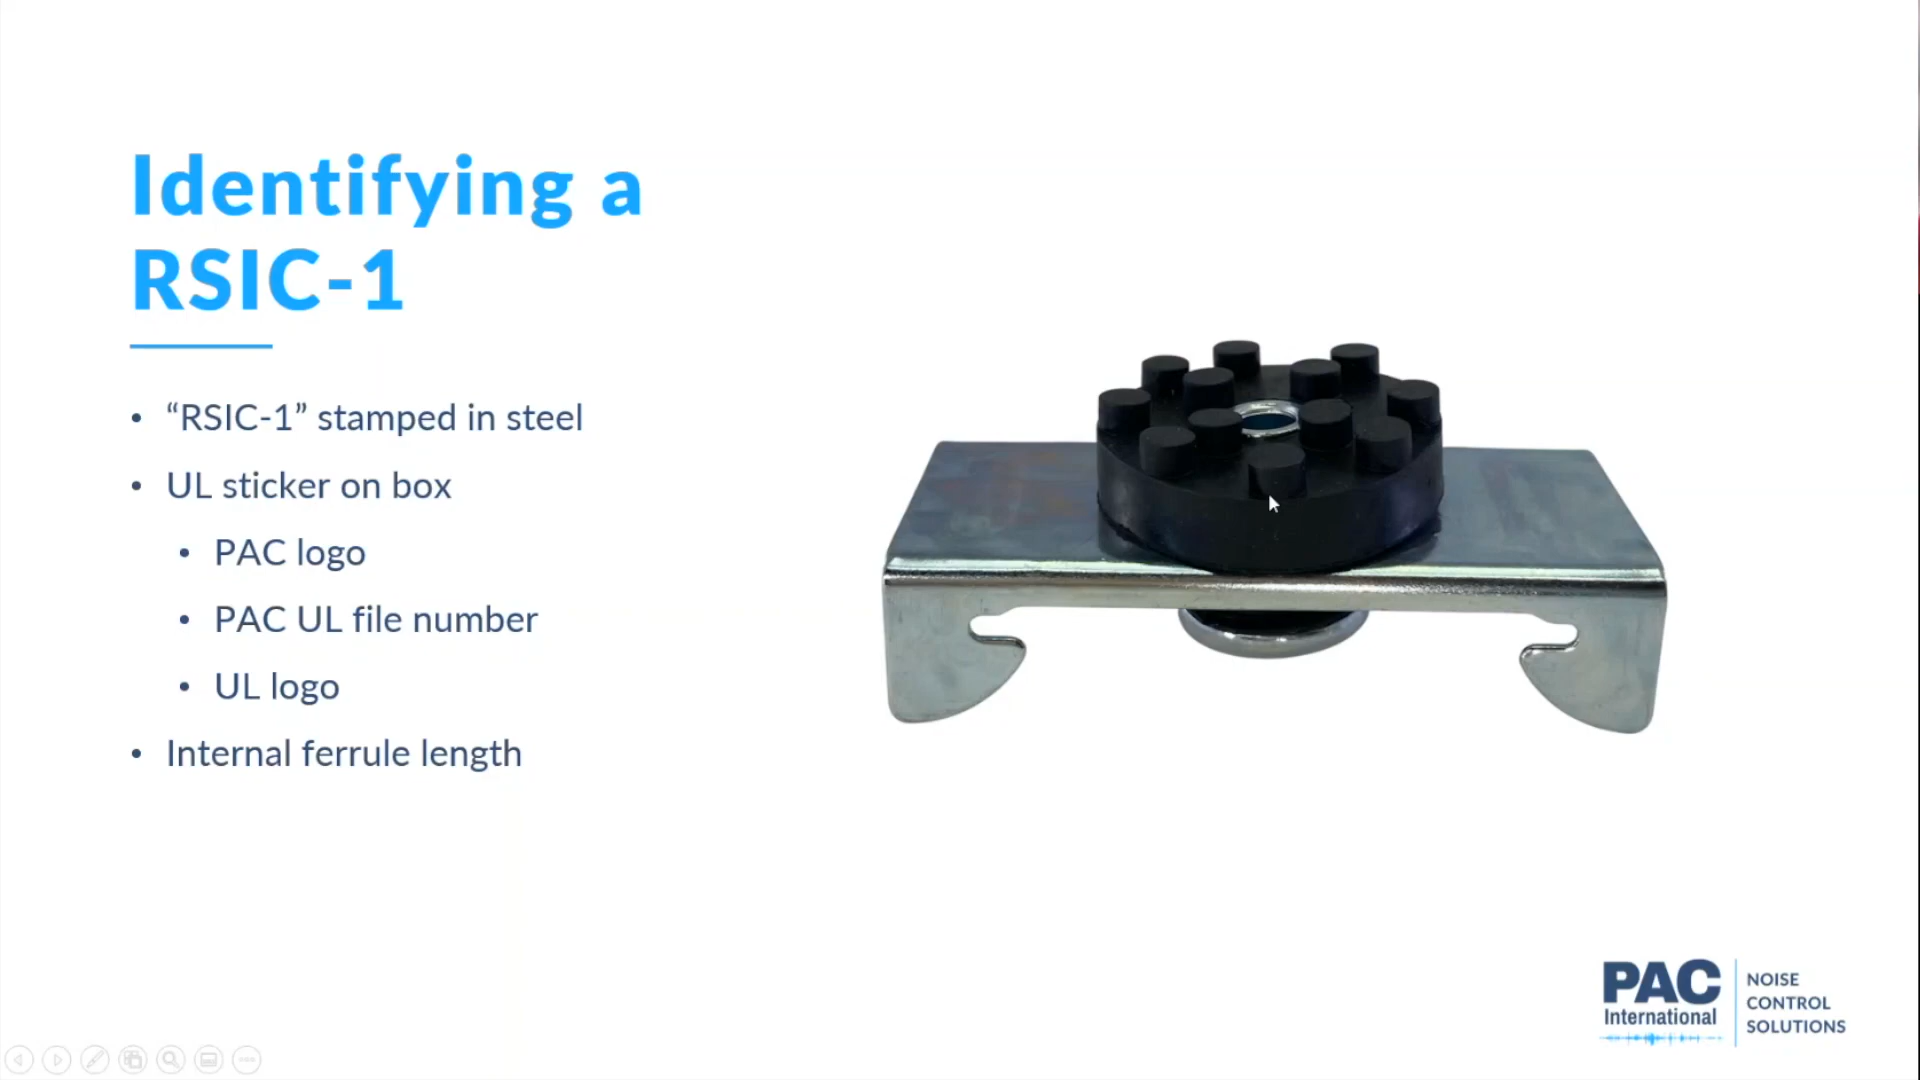 Identifying a
RSIC-1
• “RSIC-1” stamped in steel
• UL sticker on box
• PAC logo
• PAC UL file number
• UL logo
• Internal ferrule length
PAC
International
NOISE
CONTROL
SOLUTIONS